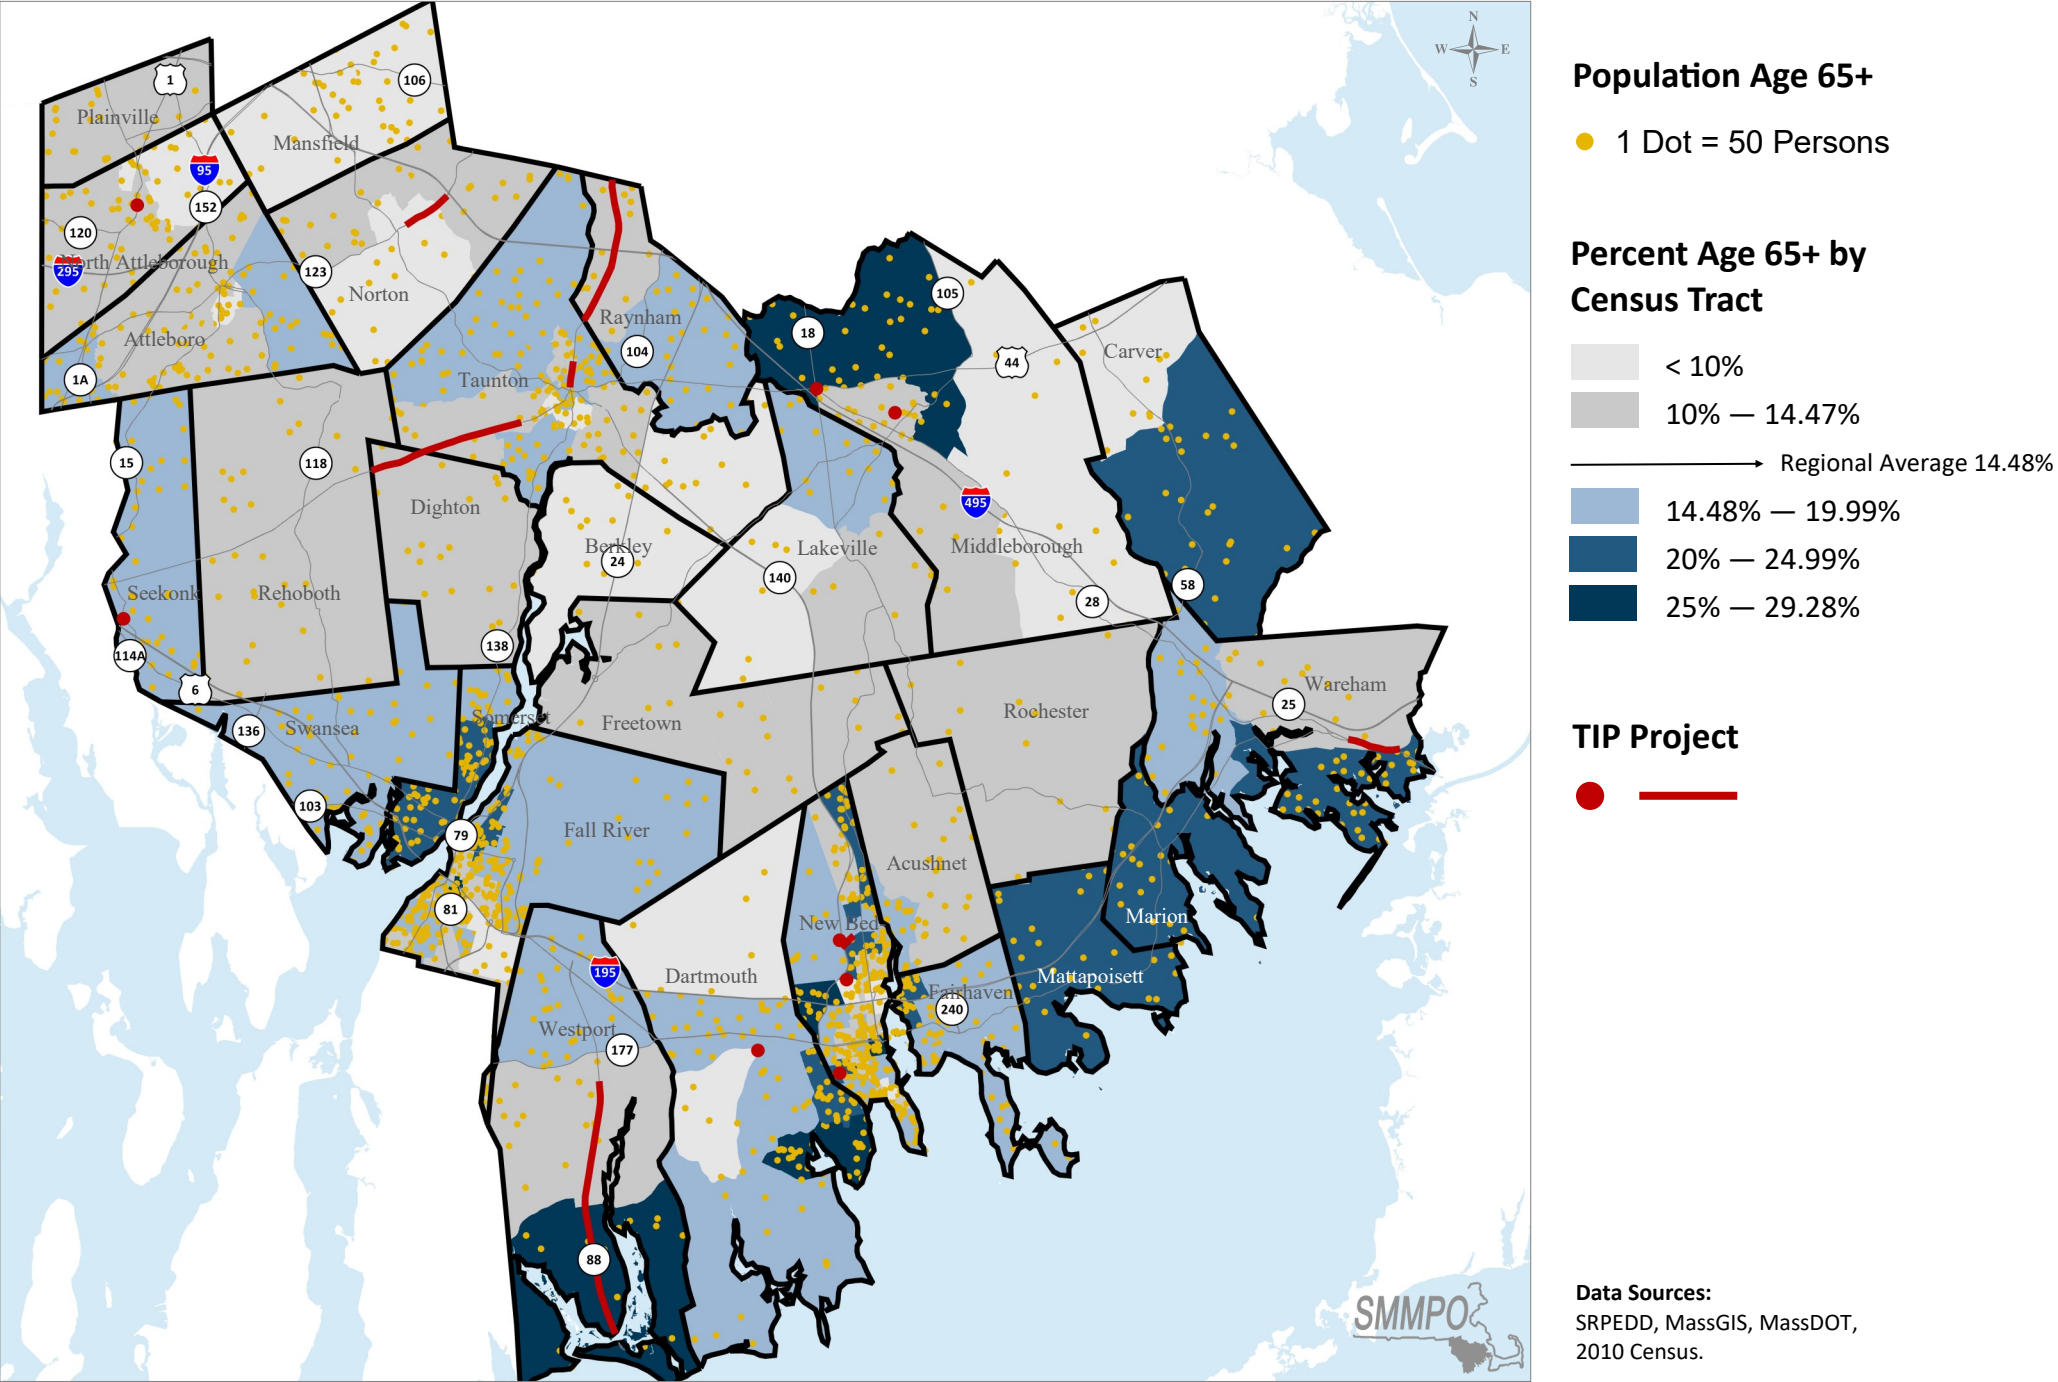 N
W E
S
1
106
Plainville
Mansfield
95
152
120
North Attleborough
295
123
Norton
105
Raynham
18
Attleboro
104
44
Carver
1A
Taunton
15
118
495
Dighton
Berkley
Lakeville
Middleborough
24
140
58
Seekonk
Rehoboth
28
138
114A
6
Wareham
25
Somerset
Rochester
136
Swansea
Freetown
103
79
Fall River
Acushnet
81
New Bed
Marion
195
Dartmouth
Mattapoisett
Fairhaven
240
Westport
177
88
SMMPO
Population Age 65+
1 Dot = 50 Persons
Percent Age 65+ by
Census Tract
< 10%
10% — 14.47%
Regional Average 14.48%
14.48% — 19.99%
20% — 24.99%
25% — 29.28%
TIP Project
Data Sources:
SRPEDD, MassGIS, MassDOT,
2010 Census.